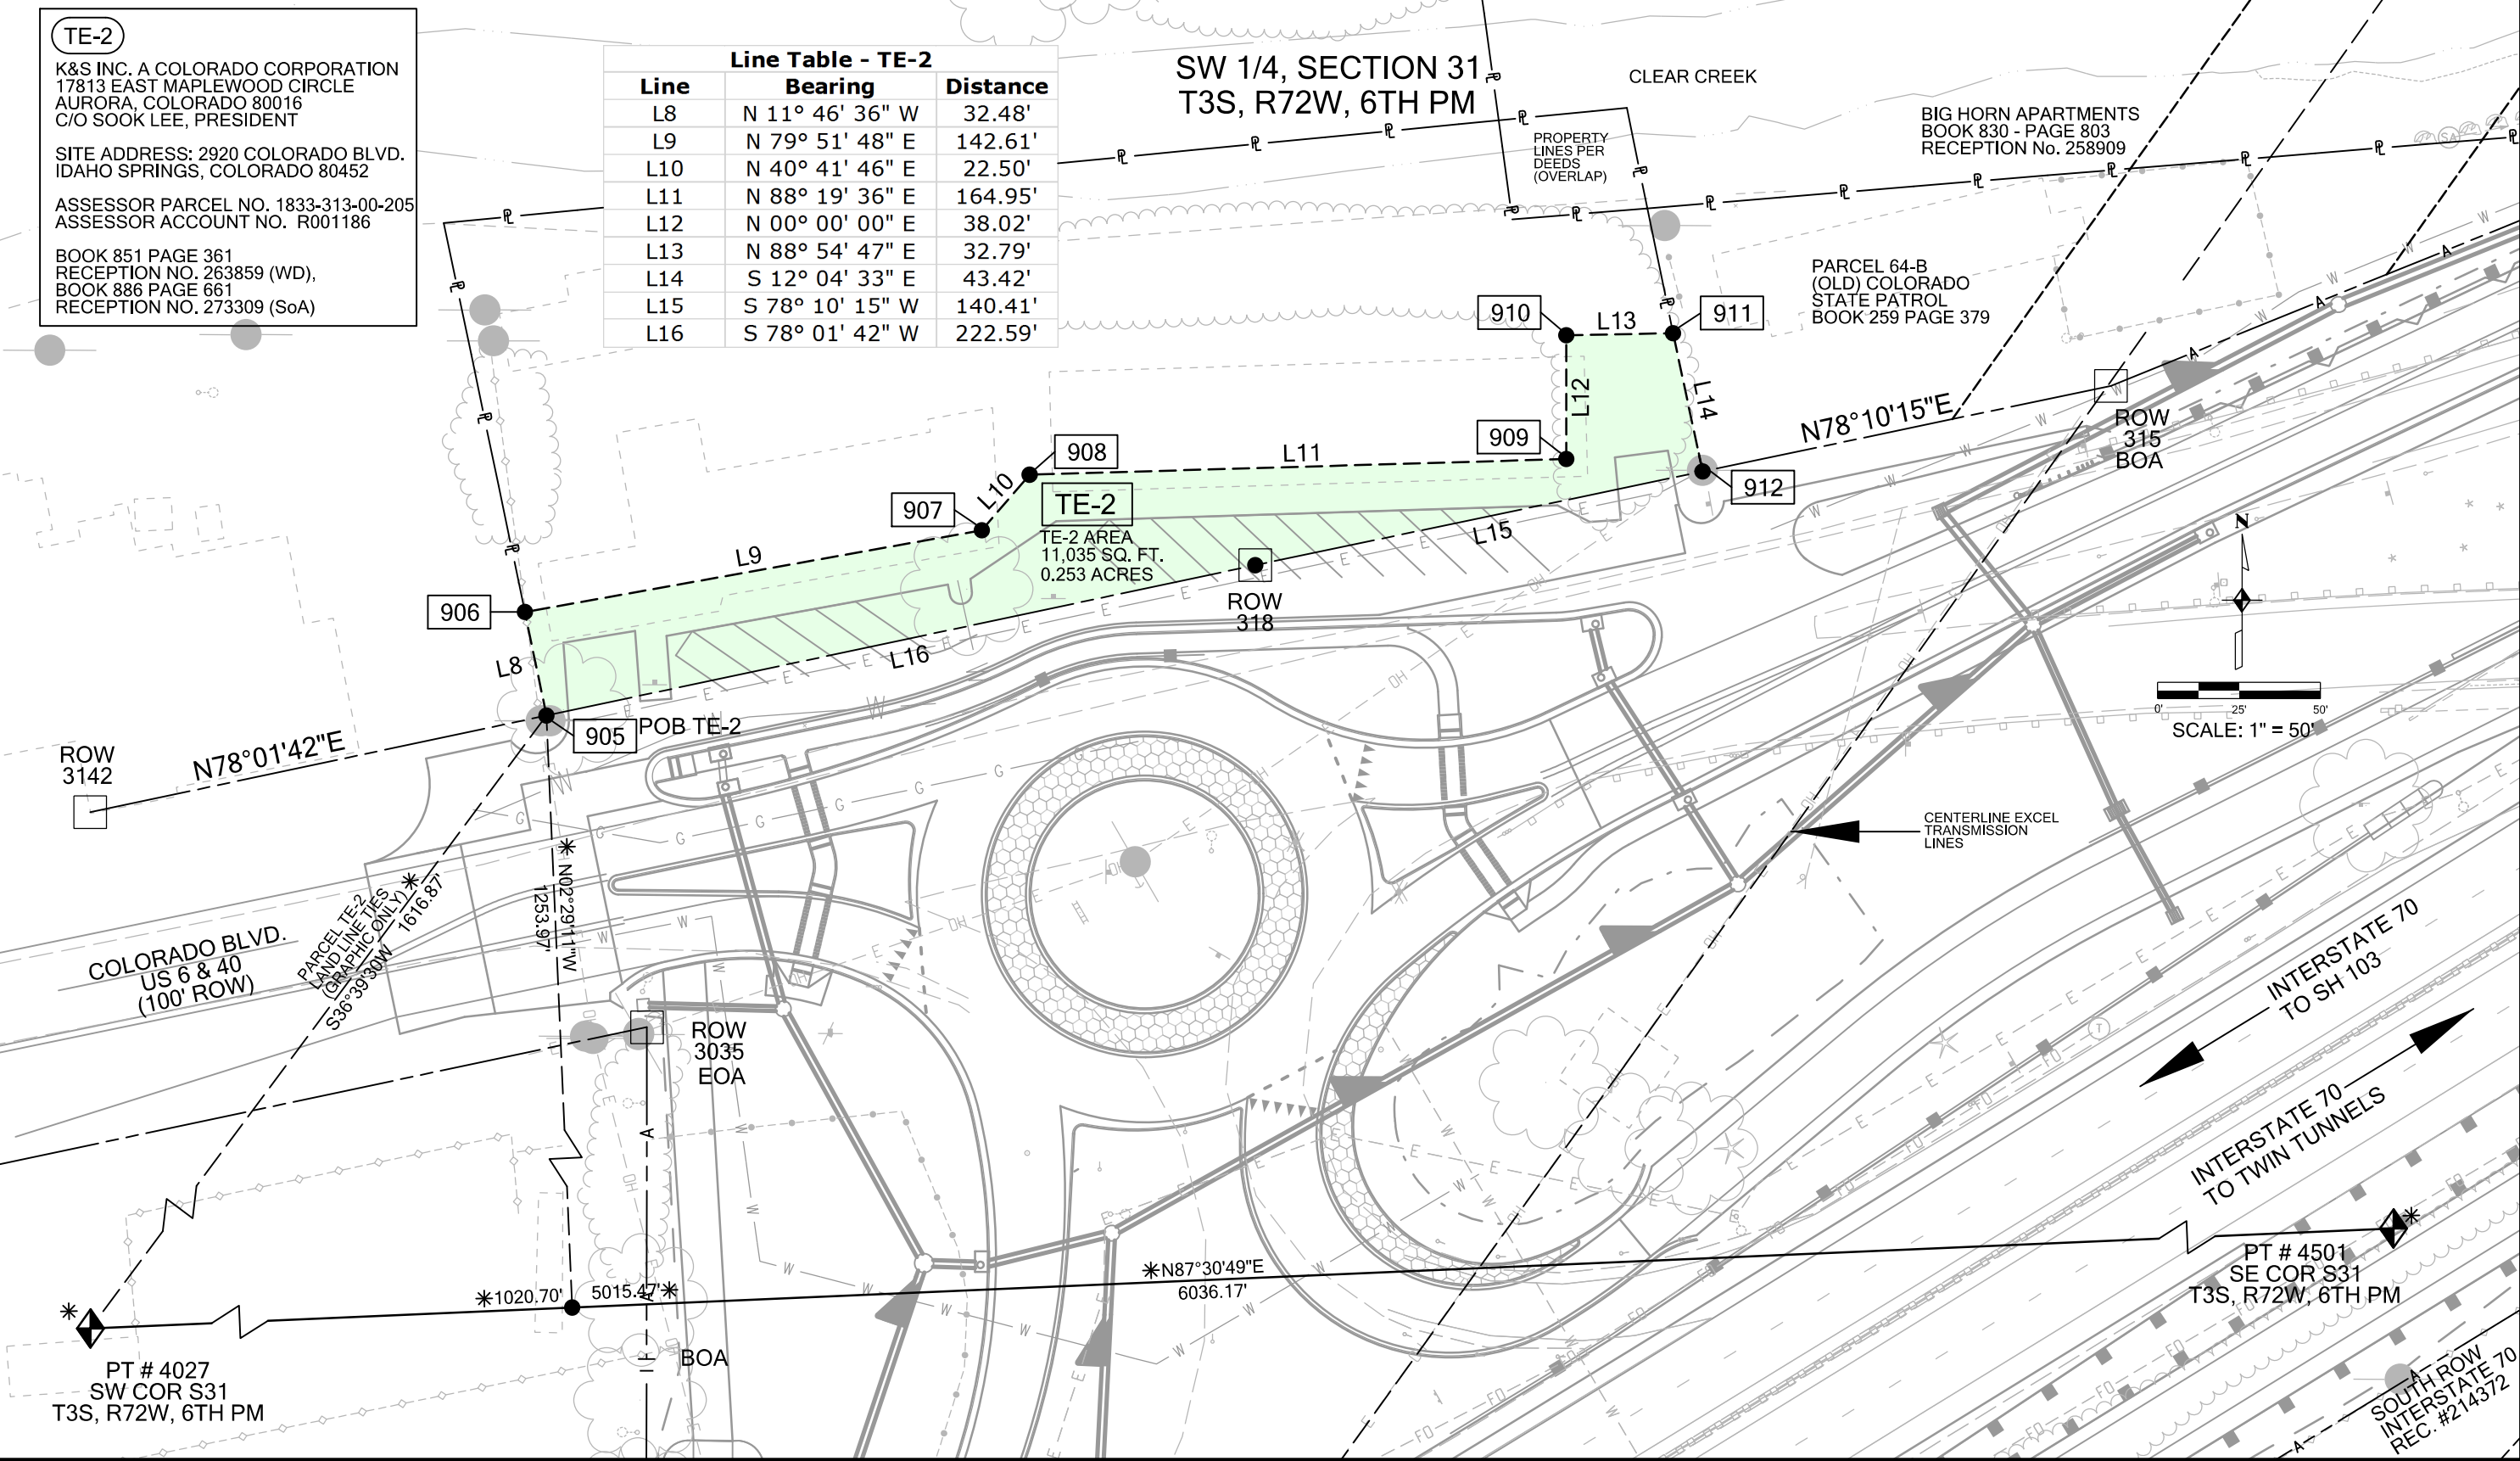 TE-2
K&S INC. A COLORADO CORPORATION
17813 EAST MAPLEWOOD CIRCLE
AURORA, COLORADO 80016
C/O SOOK LEE, PRESIDENT
SITE ADDRESS: 2920 COLORADO BLVD.
IDAHO SPRINGS, COLORADO 80452
ASSESSOR PARCEL NO. 1833-313-00-205
ASSESSOR ACCOUNT NO. R001186
BOOK 851 PAGE 361
RECEPTION NO. 263859 (WD),
BOOK 886 PAGE 661
RECEPTION NO. 273309 (SoA)
Line Table - TE-2
Line Bearing Distance
L8 N 11° 46' 36" W 32.48'
L9 N 79° 51' 48" E 142.61'
L10 N 40° 41' 46" E 22.50'
L11 N 88° 19' 36" E 164.95'
L12 N 00° 00' 00" E 38.02'
L13 N 88° 54' 47" E 32.79'
L14 S 12° 04' 33" E 43.42'
L15 S 78° 10' 15" W 140.41'
L16 S 78° 01' 42" W 222.59'
SW 1/4, SECTION 31
T3S, R72W, 6TH PM
CLEAR CREEK
PROPERTY
LINES PER
DEEDS
(OVERLAP)
BIG HORN APARTMENTS
BOOK 830 - PAGE 803
RECEPTION No. 258909
PARCEL 64-B
(OLD) COLORADO
STATE PATROL
BOOK 259 PAGE 379
910
L13
911
L12
L14
909
912
N78°10'15"E
ROW
315
BOA
908
L11
907
L10
TE-2
TE-2 AREA
11,035 SQ. FT.
0.253 ACRES
L9
L15
ROW
318
906
L8
L16
905
POB TE-2
N78°01'42"E
ROW
3142
N
0' 25' 50'
SCALE: 1" = 50'
CENTERLINE EXCEL
TRANSMISSION
LINES
N02°29'11"W
1253.97'
PARCEL TE-2
LAND LINE TIES
(GRAPHIC ONLY)
S36°39'30W 1616.87'
COLORADO BLVD.
US 6 & 40
(100' ROW)
ROW
3035
EOA
INTERSTATE 70
TO SH 103
INTERSTATE 70
TO TWIN TUNNELS
PT # 4501
SE COR S31
T3S, R72W, 6TH PM
N87°30'49"E
6036.17'
1020.70'
5015.47'
BOA
PT # 4027
SW COR S31
T3S, R72W, 6TH PM
SOUTH ROW
INTERSTATE 70
REC. #214372